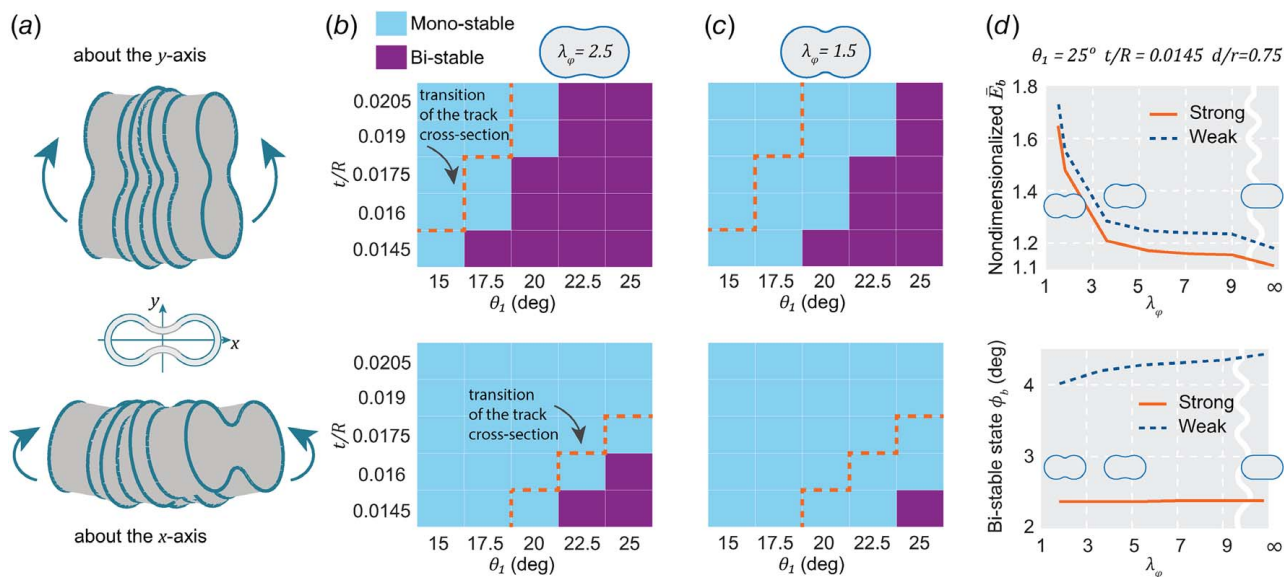 (a)
about the y-axis
y
x
about the x-axis
(b)
Mono-stable
Bi-stable
λφ = 2.5
transition
of the track
cross-section
t/R
0.0205
0.019
0.0175
0.016
0.0145
15 17.5 20 22.5 25
θ1 (deg)
transition
of the track
cross-section
t/R
0.0205
0.019
0.0175
0.016
0.0145
15 17.5 20 22.5 25
θ1 (deg)
(c)
λφ = 1.5
15 17.5 20 22.5 25
θ1 (deg)
15 17.5 20 22.5 25
θ1 (deg)
(d)
θ1 = 25° t/R = 0.0145 d/r=0.75
Nondimensionalized Ēb
1.8
1.6
1.4
1.2
1.1
Strong
Weak
1 3 5 7 9 ∞
λφ
Bi-stable state ϕb (deg)
4
3
2
Strong
Weak
1 3 5 7 9 ∞
λφ